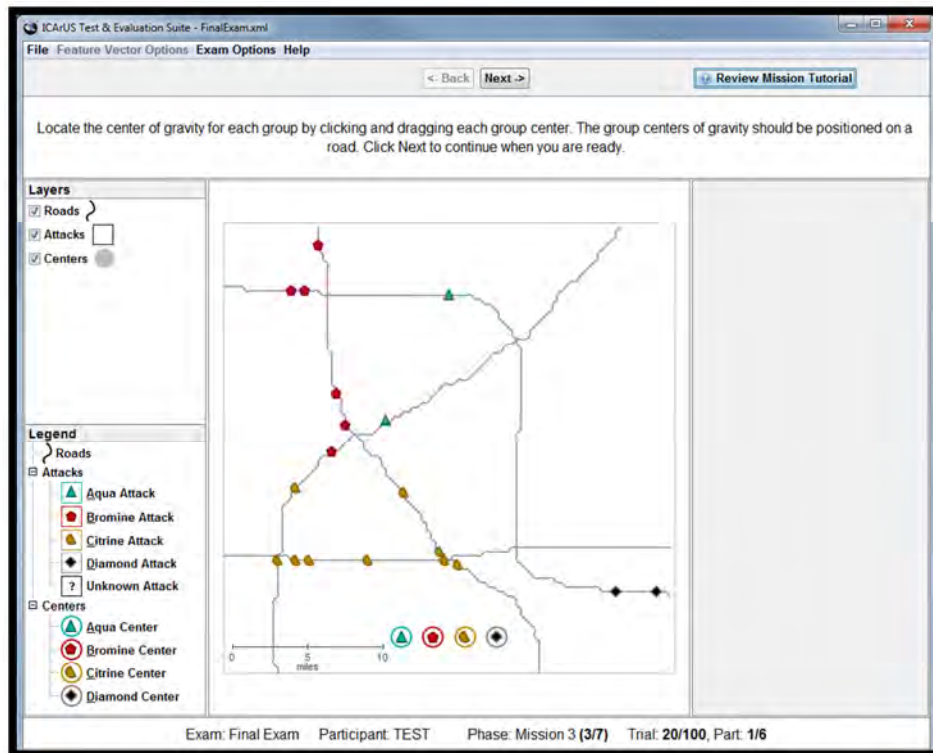 ICArUS Test & Evaluation Suite - FinalExam.xml
File Feature Vector Options Exam Options Help
<- Back Next -> Review Mission Tutorial
Locate the center of gravity for each group by clicking and dragging each group center. The group centers of gravity should be positioned on a
road. Click Next to continue when you are ready.
Layers
Roads
Attacks
Centers
Legend
Roads
Attacks
Aqua Attack
Bromine Attack
Citrine Attack
Diamond Attack
? Unknown Attack
Centers
Aqua Center
Bromine Center
Citrine Center
Diamond Center
0 5 10
miles
Exam: Final Exam Participant: TEST Phase: Mission 3 (3/7) Trial: 20/100, Part: 1/6